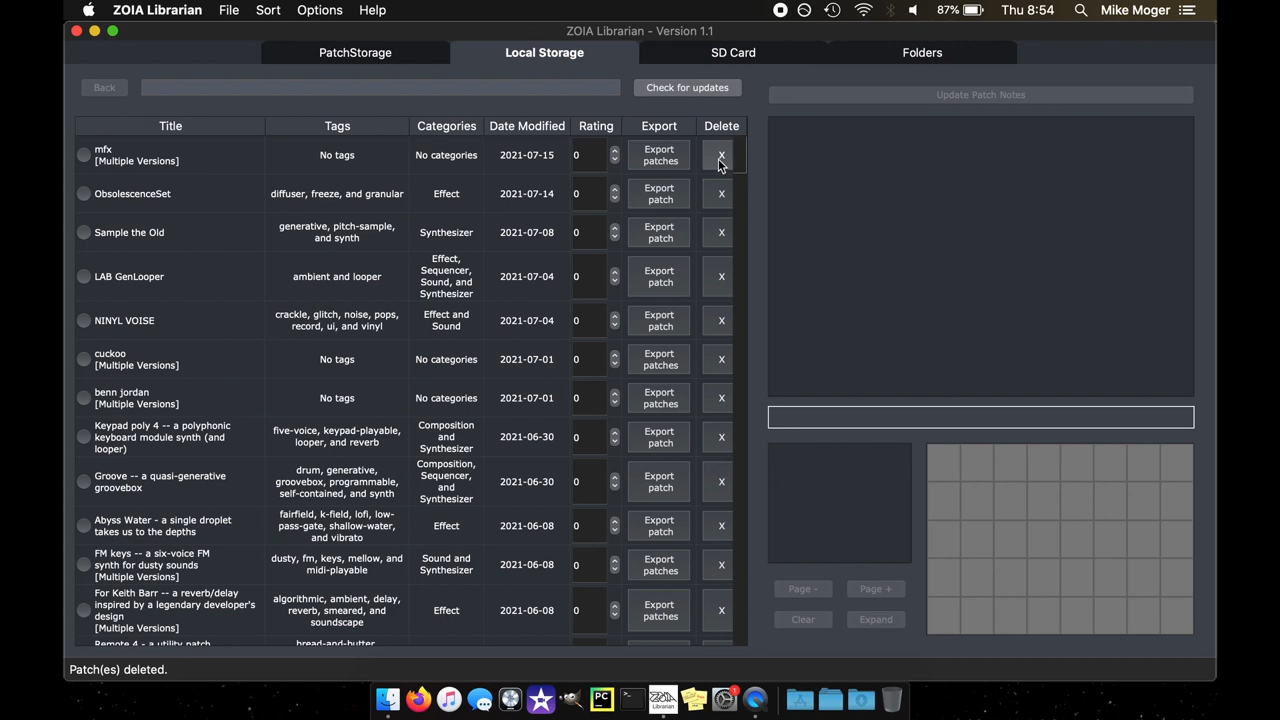 ZOIA Librarian File Sort Options Help 87% Thu 8:54 Mike Moger
ZOIA Librarian - Version 1.1
PatchStorage Local Storage SD Card Folders
Back Check for updates Update Patch Notes
Title Tags Categories Date Modified Rating Export Delete
mfx
[Multiple Versions]
No tags
No categories
2021-07-15
0
Export
patches
X
ObsolescenceSet
diffuser, freeze, and granular
Effect
2021-07-14
0
Export
patch
X
Sample the Old
generative, pitch-sample,
and synth
Synthesizer
2021-07-08
0
Export
patch
X
LAB GenLooper
ambient and looper
Effect,
Sequencer,
Sound, and
Synthesizer
2021-07-04
0
Export
patch
X
NINYL VOISE
crackle, glitch, noise, pops,
record, ui, and vinyl
Effect and
Sound
2021-07-04
0
Export
patch
X
cuckoo
[Multiple Versions]
No tags
No categories
2021-07-01
0
Export
patches
X
benn jordan
[Multiple Versions]
No tags
No categories
2021-07-01
0
Export
patches
X
Keypad poly 4 -- a polyphonic
keyboard module synth (and
looper)
five-voice, keypad-playable,
looper, and reverb
Composition
and
Synthesizer
2021-06-30
0
Export
patch
X
Groove -- a quasi-generative
groovebox
drum, generative,
groovebox, programmable,
self-contained, and synth
Composition,
Sequencer,
and
Synthesizer
2021-06-30
0
Export
patch
X
Abyss Water - a single droplet
takes us to the depths
fairfield, k-field, lofi, low-
pass-gate, shallow-water,
and vibrato
Effect
2021-06-08
0
Export
patch
X
FM keys -- a six-voice FM
synth for dusty sounds
[Multiple Versions]
dusty, fm, keys, mellow, and
midi-playable
Sound and
Synthesizer
2021-06-08
0
Export
patches
X
For Keith Barr -- a reverb/delay
inspired by a legendary developer's
design
[Multiple Versions]
algorithmic, ambient, delay,
reverb, smeared, and
soundscape
Effect
2021-06-08
0
Export
patches
X
Remote 4 - a utility patch
bread-and-butter
Page - Page +
Clear Expand
Patch(es) deleted.
PC
ZOIA
Librarian
1